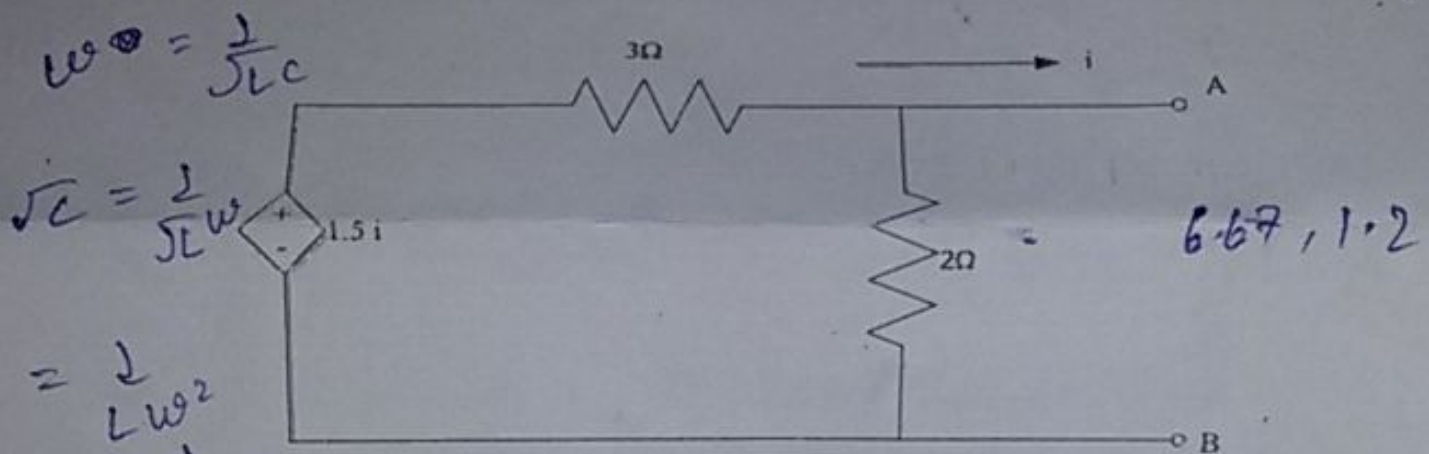 ω = 1/√LC
3Ω
i
A
√C = 1/√L ω
+
-
1.5 i
2Ω
6.67, 1.2
= 1/Lω²
B